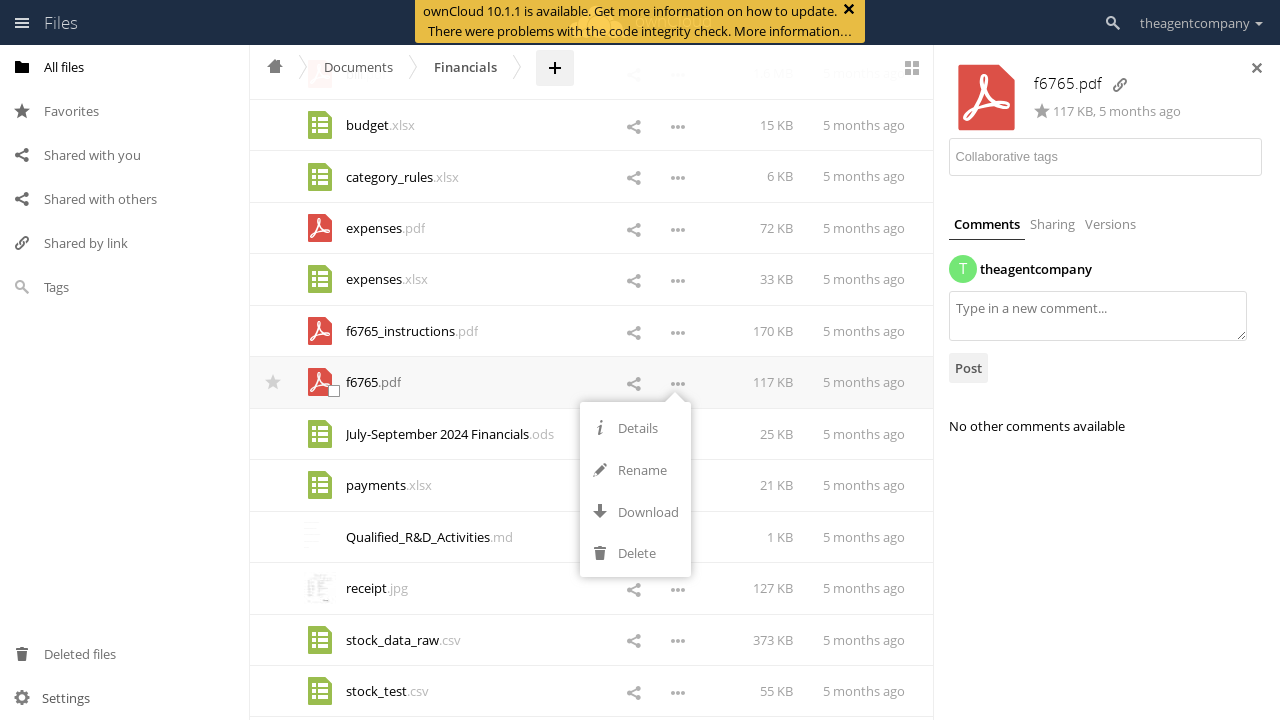 Files
ownCloud 10.1.1 is available. Get more information on how to update.
There were problems with the code integrity check. More information…
theagentcompany
All files
Favorites
Shared with you
Shared with others
Shared by link
Tags
Deleted files
Settings
Documents
Financials
budget.xlsx
15 KB
5 months ago
category_rules.xlsx
6 KB
5 months ago
expenses.pdf
72 KB
5 months ago
expenses.xlsx
33 KB
5 months ago
f6765_instructions.pdf
170 KB
5 months ago
f6765.pdf
117 KB
5 months ago
July-September 2024 Financials.ods
25 KB
5 months ago
payments.xlsx
21 KB
5 months ago
Qualified_R&D_Activities.md
1 KB
5 months ago
receipt.jpg
127 KB
5 months ago
stock_data_raw.csv
373 KB
5 months ago
stock_test.csv
55 KB
5 months ago
Details
Rename
Download
Delete
f6765.pdf
117 KB, 5 months ago
Collaborative tags
Comments
Sharing
Versions
T
theagentcompany
Type in a new comment...
Post
No other comments available